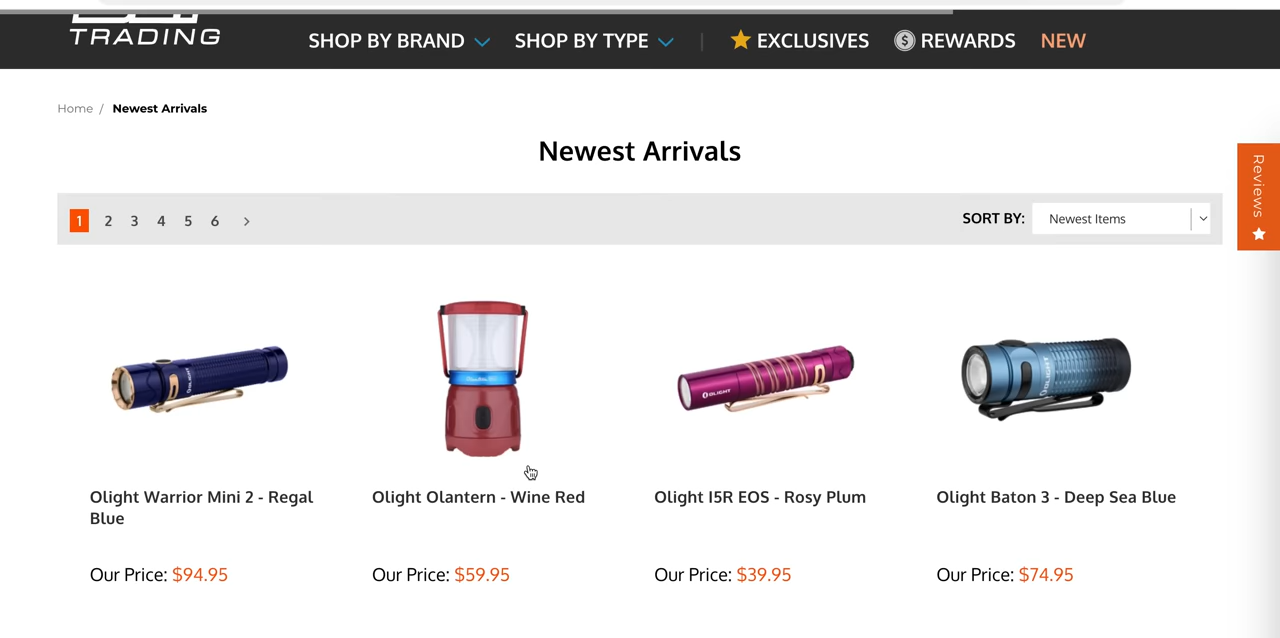 TRADING
SHOP BY BRAND SHOP BY TYPE | EXCLUSIVES $ REWARDS NEW
Home / Newest Arrivals
Newest Arrivals
Reviews
1 2 3 4 5 6 >
SORT BY: Newest Items
OLIGHT
OLIGHT
OLIGHT
Olight Warrior Mini 2 - Regal Blue
Olight Olantern - Wine Red
Olight I5R EOS - Rosy Plum
Olight Baton 3 - Deep Sea Blue
Our Price: $94.95
Our Price: $59.95
Our Price: $39.95
Our Price: $74.95